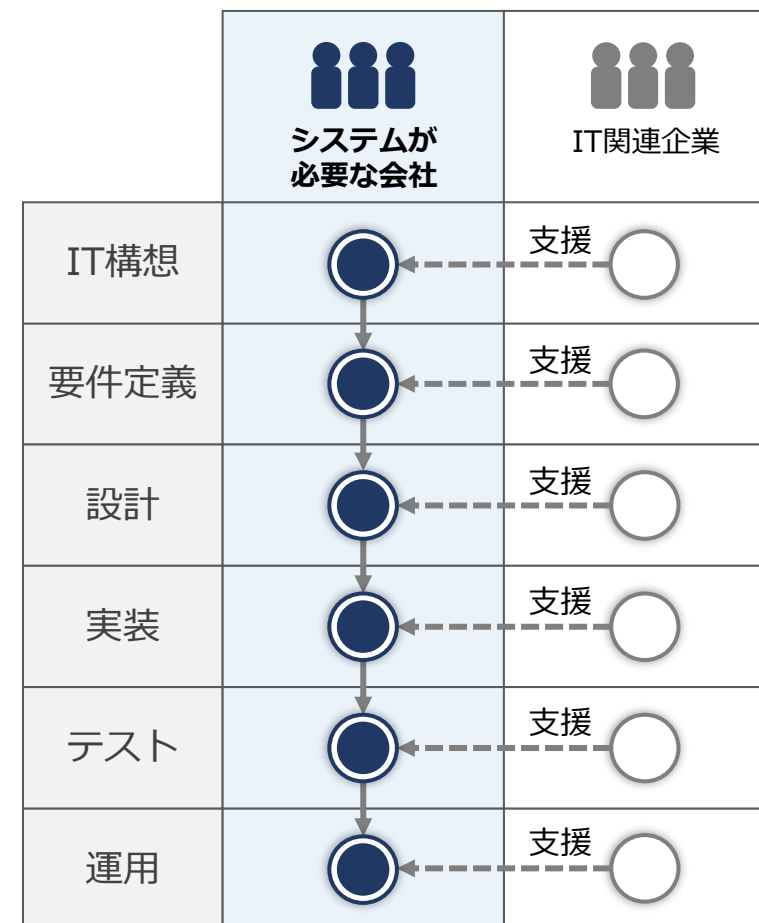 システムが
必要な会社
IT関連企業
IT構想
支援
要件定義
支援
設計
支援
実装
支援
テスト
支援
運用
支援